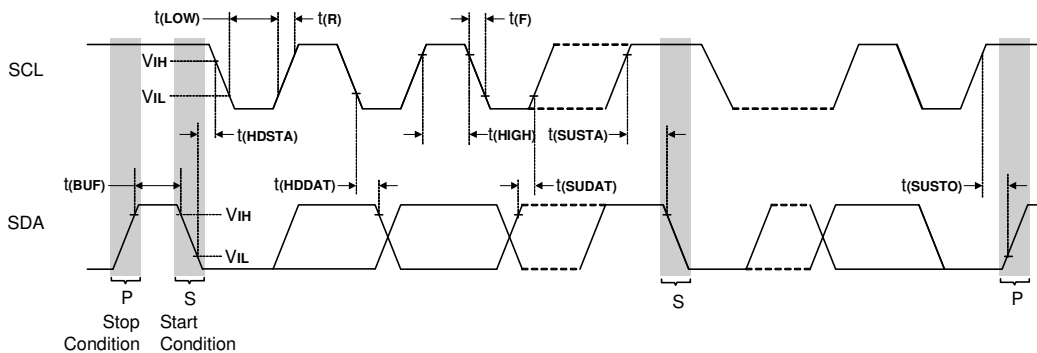 t(LOW) t(R) t(F)
SCL
VIH
VIL
t(HDSTA) t(HIGH) t(SUSTA)
t(BUF) t(HDDAT) t(SUDAT) t(SUSTO)
SDA
VIH
VIL
P S S P
Stop Start
Condition Condition